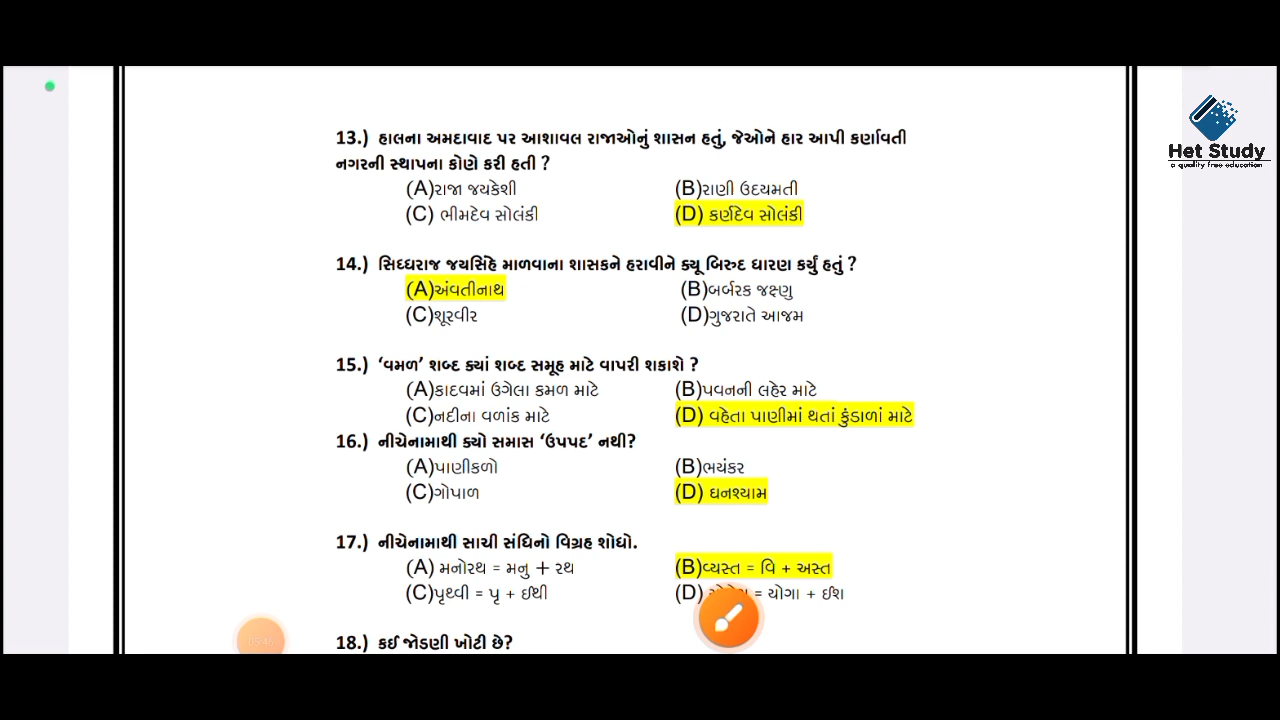 Het Study
a quality free education
13.) હાલના અમદાવાદ પર આશાવલ રાજાઓનું શાસન હતું, જેઓને હાર આપી કર્ણાવતી
નગરની સ્થાપના કોણે કરી હતી ?
(A)રાજા જયકેશી (B)રાણી ઉદયમતી
(C) ભીમદેવ સોલંકી (D) કર્ણદેવ સોલંકી
14.) સિધ્ધરાજ જયસિંહે માળવાના શાસકને હરાવીને ક્યૂ બિરુદ ધારણ કર્યું હતું ?
(A)અંવતીનાથ (B)બર્બરક જક્ષ્ણુ
(C)શૂરવીર (D)ગુજરાતે આજમ
15.) ‘વમળ’ શબ્દ ક્યાં શબ્દ સમૂહ માટે વાપરી શકાશે ?
(A)કાદવમાં ઉગેલા કમળ માટે (B)પવનની લહેર માટે
(C)નદીના વળાંક માટે (D) વહેતા પાણીમાં થતાં કુંડાળાં માટે
16.) નીચેનામાથી ક્યો સમાસ ‘ઉપપદ’ નથી?
(A)પાણીકળો (B)ભયંકર
(C)ગોપાળ (D) ઘનશ્યામ
17.) નીચેનામાથી સાચી સંધિનો વિગ્રહ શોધો.
(A) મનોરથ = મનુ + રથ (B)વ્યસ્ત = વિ + અસ્ત
(C)પૃથ્વી = પૃ + ઈથી (D) = યોગા + ઈશ
18.) કઈ જોડણી ખોટી છે?